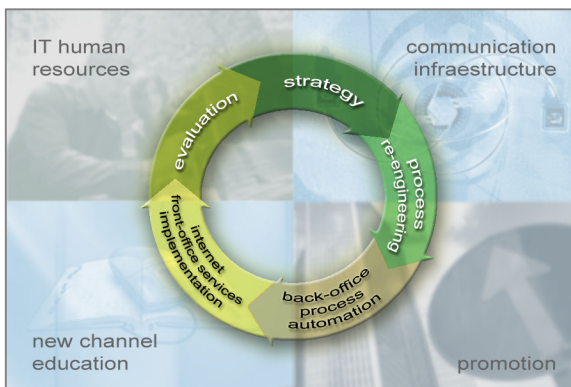 IT human
resources
communication
infraestructure
strategy
process
re-engineering
back-office
process
automation
internet
front-office services
implementation
evaluation
new channel
education
promotion